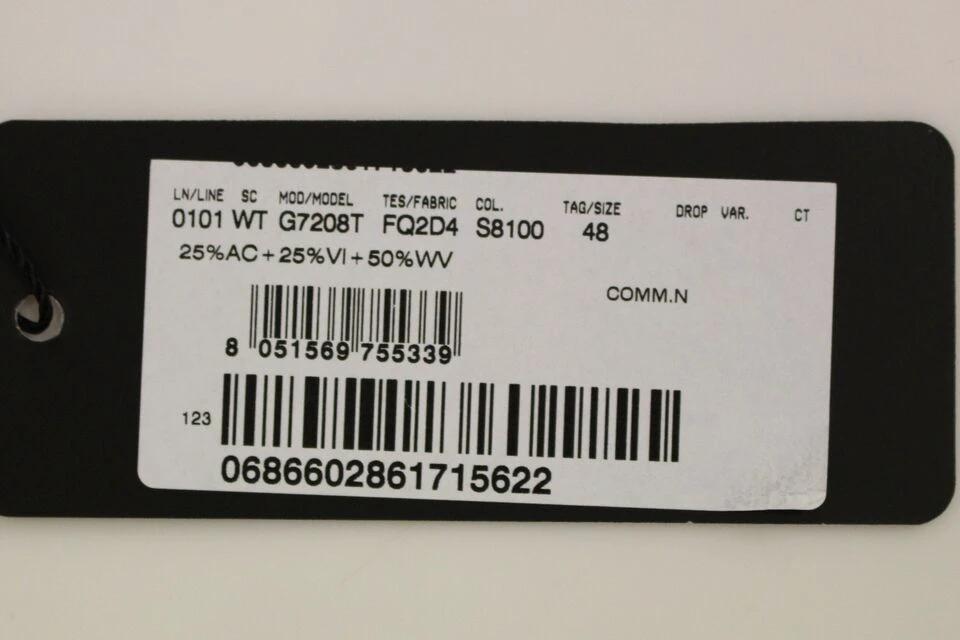 LN/LINE SC MOD/MODEL TES/FABRIC COL. TAG/SIZE DROP VAR. CT
0101 WT G7208T FQ2D4 S8100 48
25%AC+25%VI+50%WV
COMM.N
8 051569 755339
123
0686602861715622